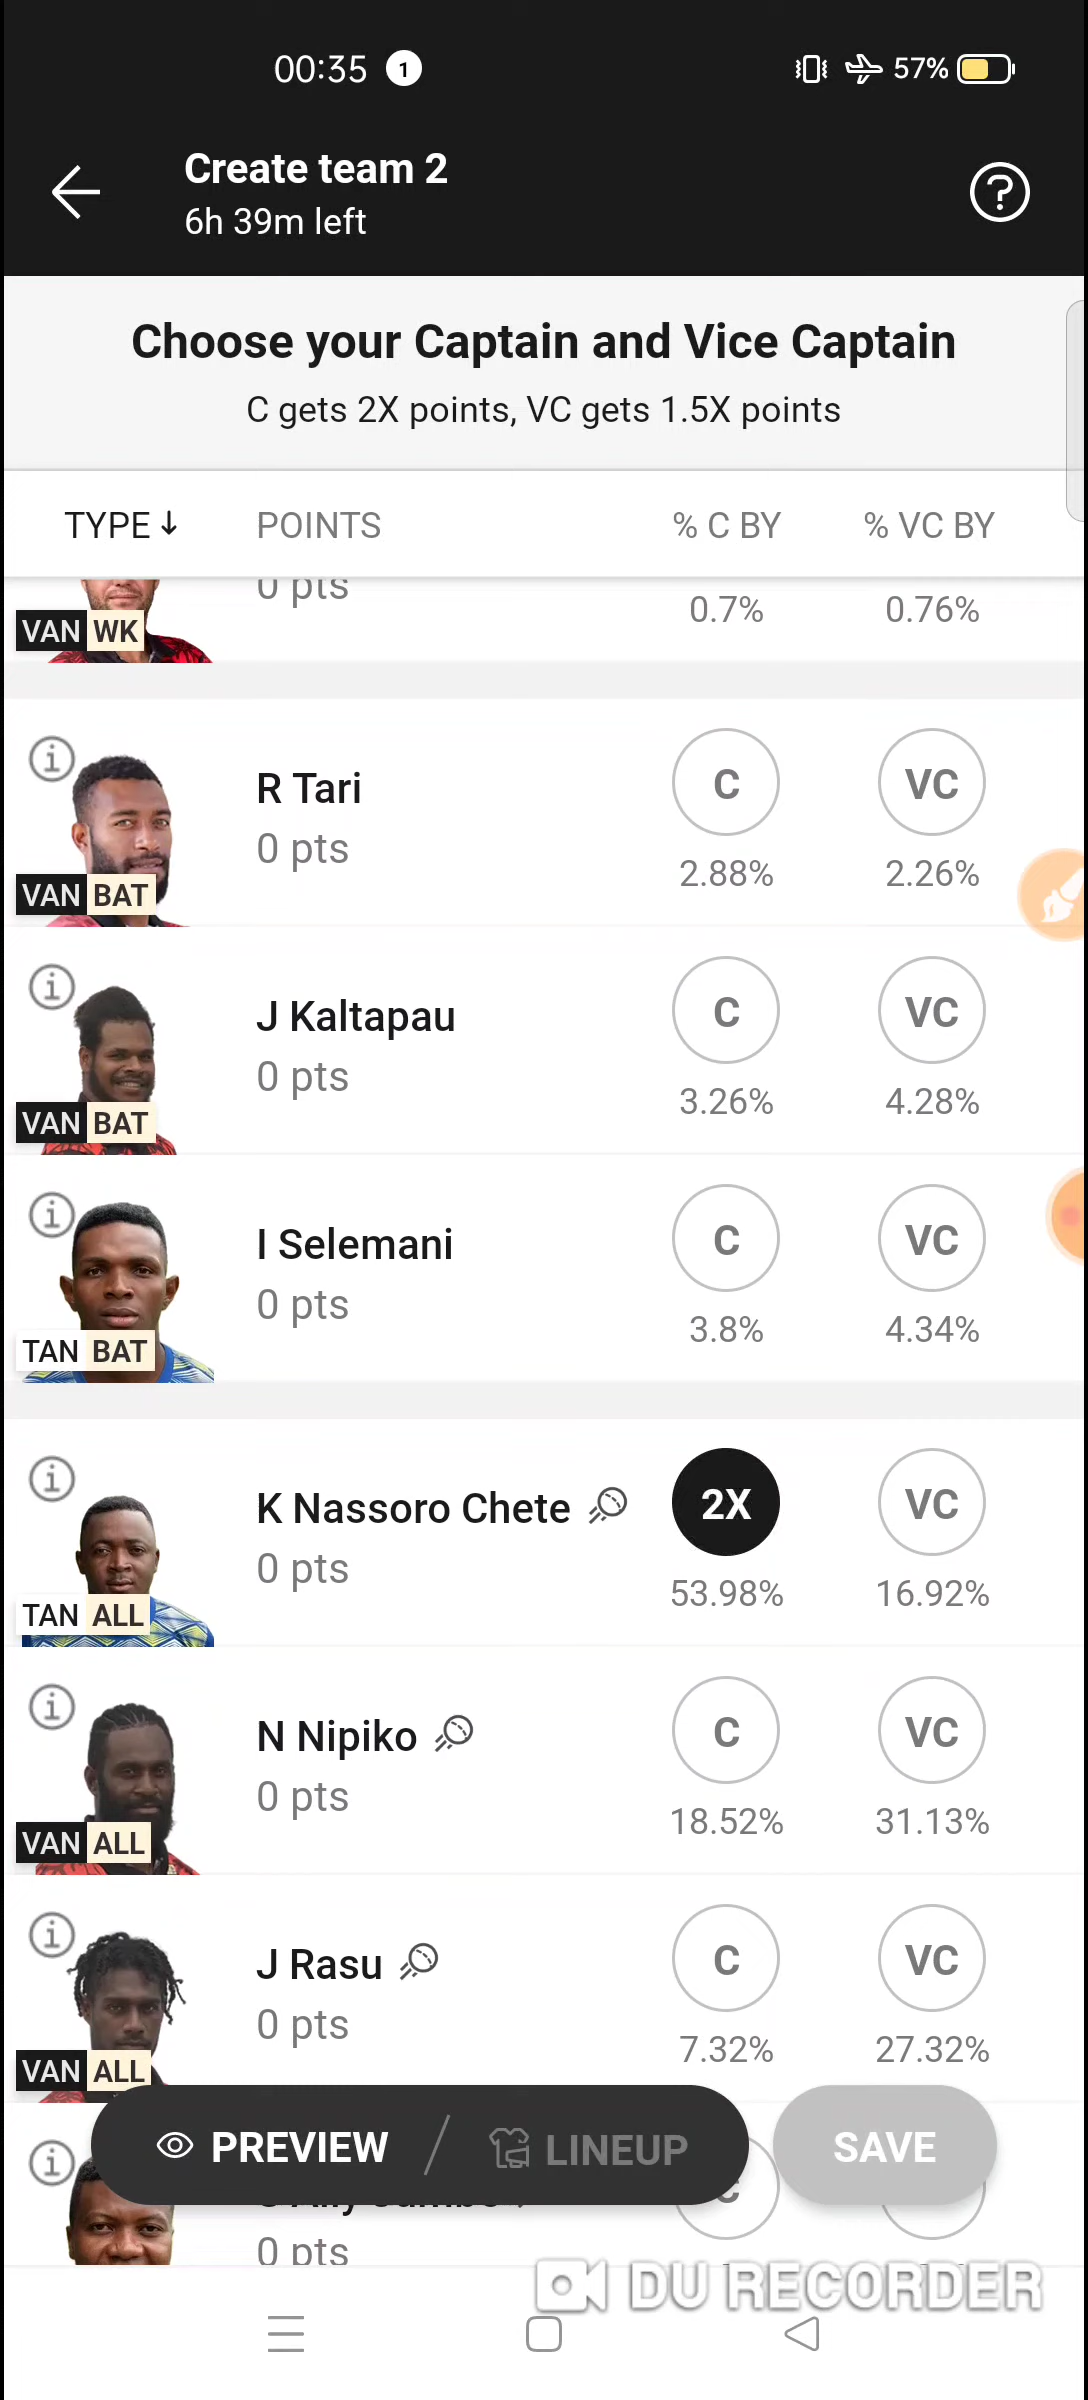 00:35 1 57%
Create team 2
6h 39m left
Choose your Captain and Vice Captain
C gets 2X points, VC gets 1.5X points
TYPE POINTS % C BY % VC BY
0 pts 0.7% 0.76%
VAN WK
R Tari C VC
0 pts 2.88% 2.26%
VAN BAT
J Kaltapau C VC
0 pts 3.26% 4.28%
VAN BAT
I Selemani C VC
0 pts 3.8% 4.34%
TAN BAT
K Nassoro Chete 2X VC
0 pts 53.98% 16.92%
TAN ALL
N Nipiko C VC
0 pts 18.52% 31.13%
VAN ALL
J Rasu C VC
0 pts 7.32% 27.32%
VAN ALL
PREVIEW LINEUP SAVE
C
0 pts
DU RECORDER